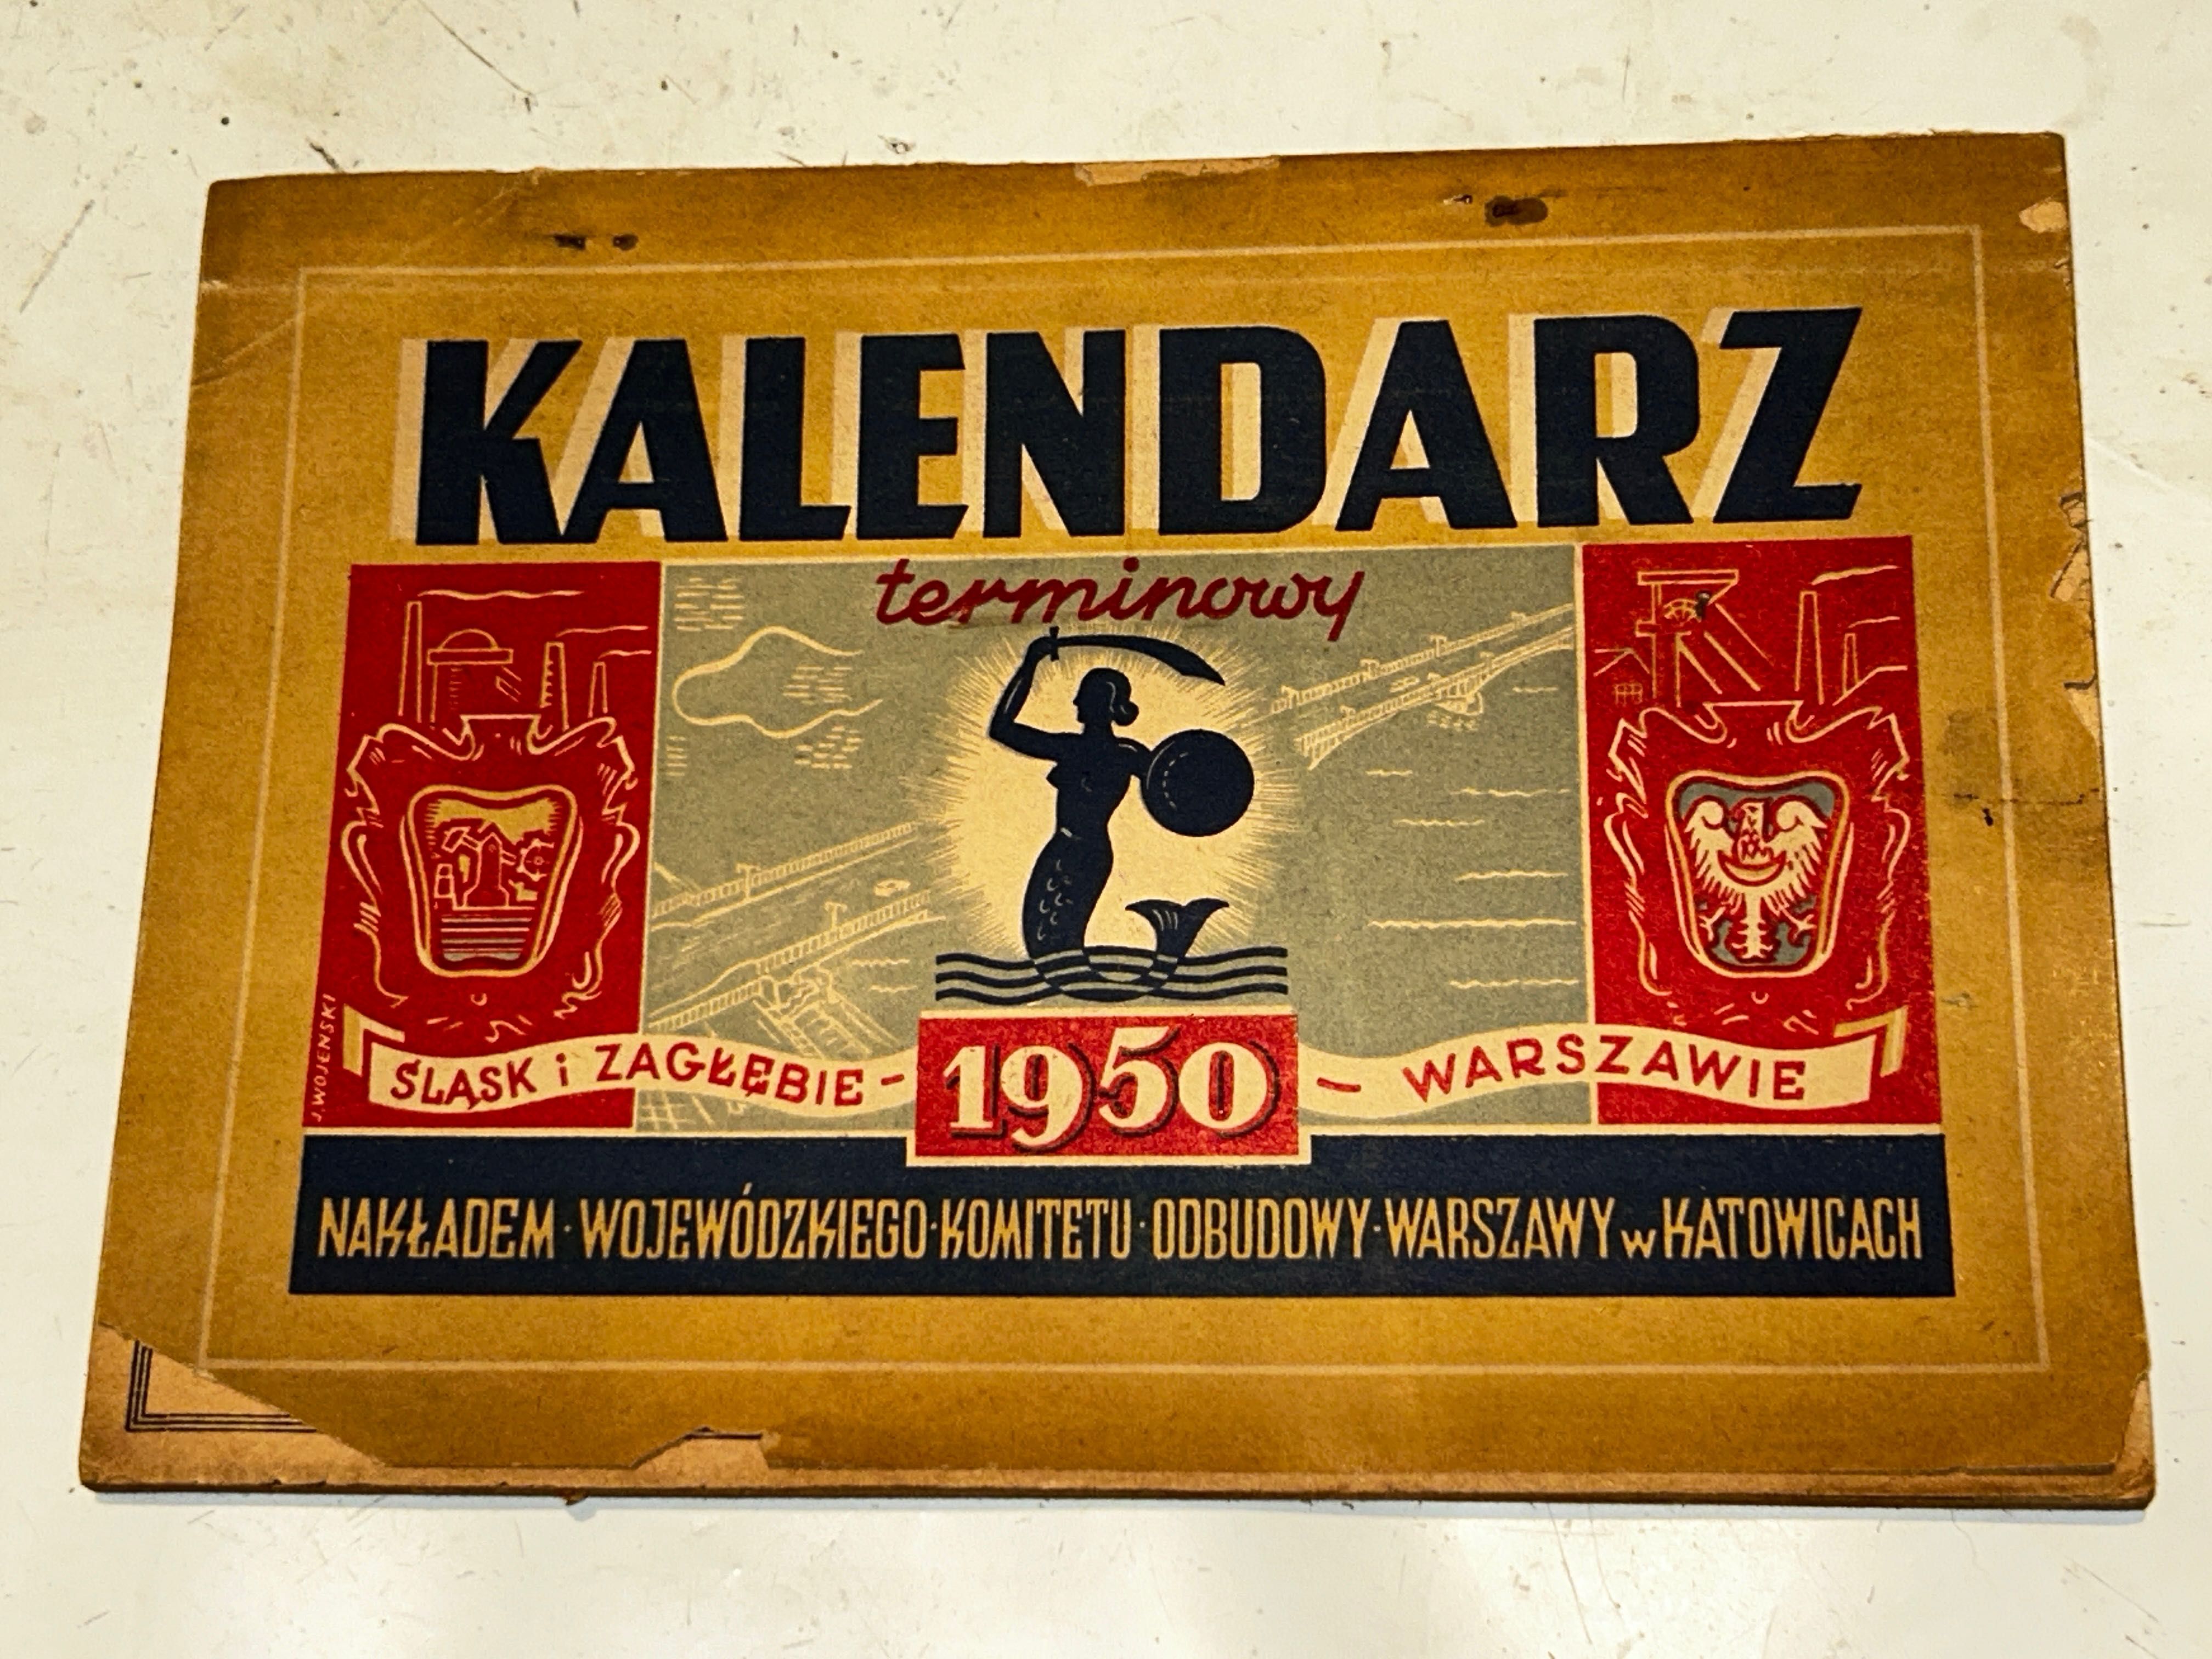 KALENDARZ
terminowy
J. WOJEŃSKI
ŚLĄSK i ZAGŁĘBIE - 1950 - WARSZAWIE
NAKŁADEM · WOJEWÓDZKIEGO · KOMITETU · ODBUDOWY · WARSZAWY w KATOWICACH